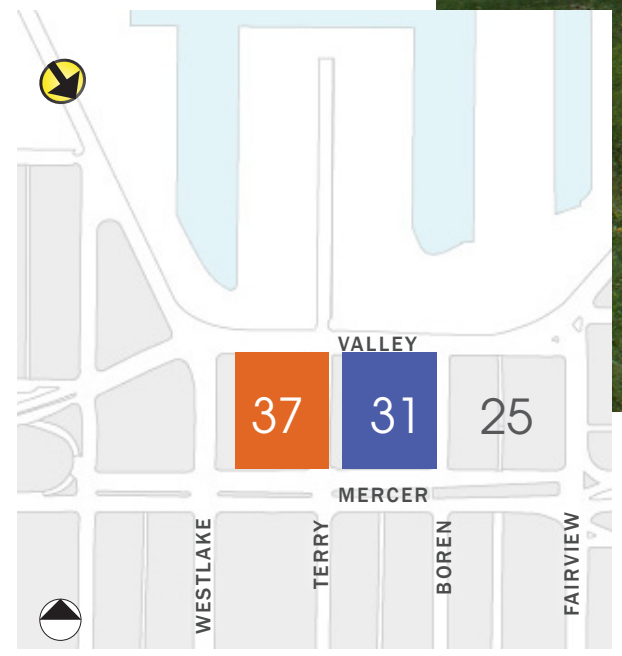 VALLEY
37
31
25
MERCER
WESTLAKE
TERRY
BOREN
FAIRVIEW